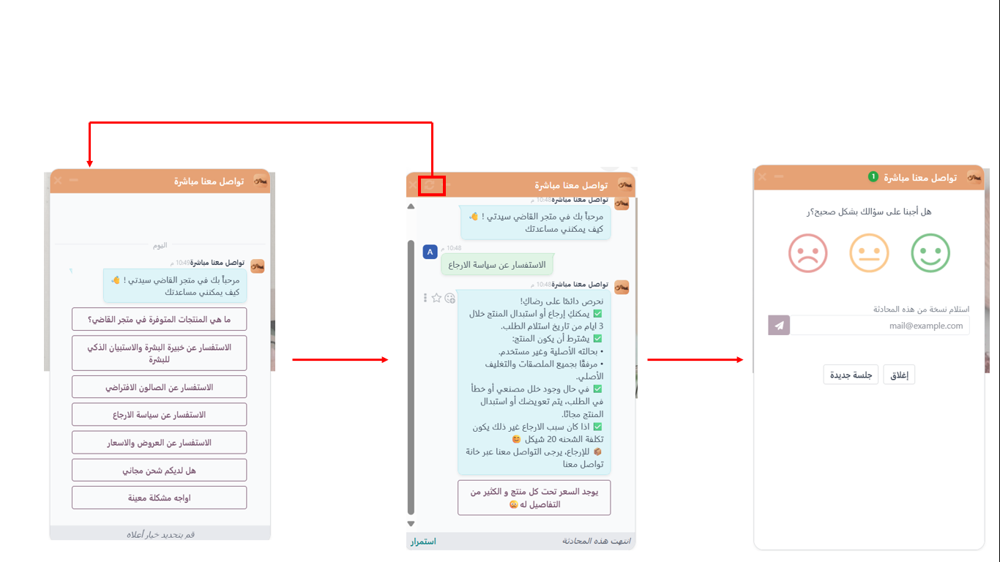 تواصل معنا مباشرة
اليوم
تواصل معنا مباشرة 10:49 م
مرحباً بك في متجر القاضي سيدتي ! 👋
كيف يمكنني مساعدتك
ما هي المنتجات المتوفرة في متجر القاضي؟
الاستفسار عن خبيرة البشرة والاستبيان الذكي
للبشرة
الاستفسار عن الصالون الافتراضي
الاستفسار عن سياسة الارجاع
الاستفسار عن العروض والاسعار
هل لديكم شحن مجاني
اواجه مشكلة معينة
قم بتحديد خيار أعلاه
تواصل معنا مباشرة
تواصل معنا مباشرة 10:48 م
مرحباً بك في متجر القاضي سيدتي ! 👋
كيف يمكنني مساعدتك
10:48 م
A
الاستفسار عن سياسة الارجاع
تواصل معنا مباشرة 10:48 م
نحرص دائمًا على رضاكِ!
✅ يمكنكِ إرجاع أو استبدال المنتج خلال
3 ايام من تاريخ استلام الطلب.
✅ يشترط أن يكون المنتج:
• بحالته الأصلية وغير مستخدم.
• مرفقًا بجميع الملصقات والتغليف
الأصلي.
✅ في حال وجود خلل مصنعي أو خطأ
في الطلب، يتم تعويضك أو استبدال
المنتج مجانًا.
✅ اذا كان سبب الارجاع غير ذلك يكون
تكلفة الشحنه 20 شيكل 🥰
📦 للإرجاع، يرجى التواصل معنا عبر خانة
تواصل معنا
يوجد السعر تحت كل منتج و الكثير من
التفاصيل له
انتهت هذه المحادثة
استمرار
تواصل معنا مباشرة 1
هل أجبنا على سؤالك بشكل صحيح؟ر
استلام نسخة من هذه المحادثة
mail@example.com
إغلاق
جلسة جديدة